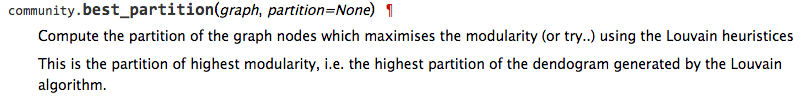 community.best_partition(graph, partition=None) ¶
Compute the partition of the graph nodes which maximises the modularity (or try..) using the Louvain heuristices
This is the partition of highest modularity, i.e. the highest partition of the dendogram generated by the Louvain
algorithm.